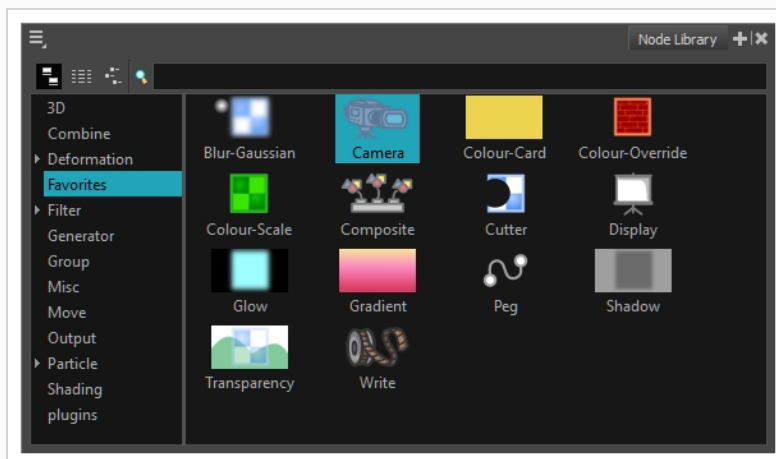 Node Library
3D
Combine
Deformation
Favorites
Filter
Generator
Group
Misc
Move
Output
Particle
Shading
plugins
Blur-Gaussian Camera Colour-Card Colour-Override
Colour-Scale Composite Cutter Display
Glow Gradient Peg Shadow
Transparency Write